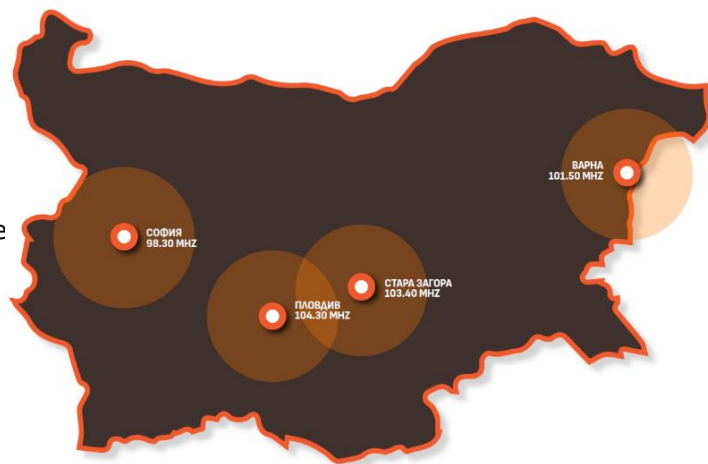 ВАРНА
101.50 MHZ
e
СОФИЯ
98.30 MHZ
СТАРА ЗАГОРА
103.40 MHZ
ПЛОВДИВ
104.30 MHZ